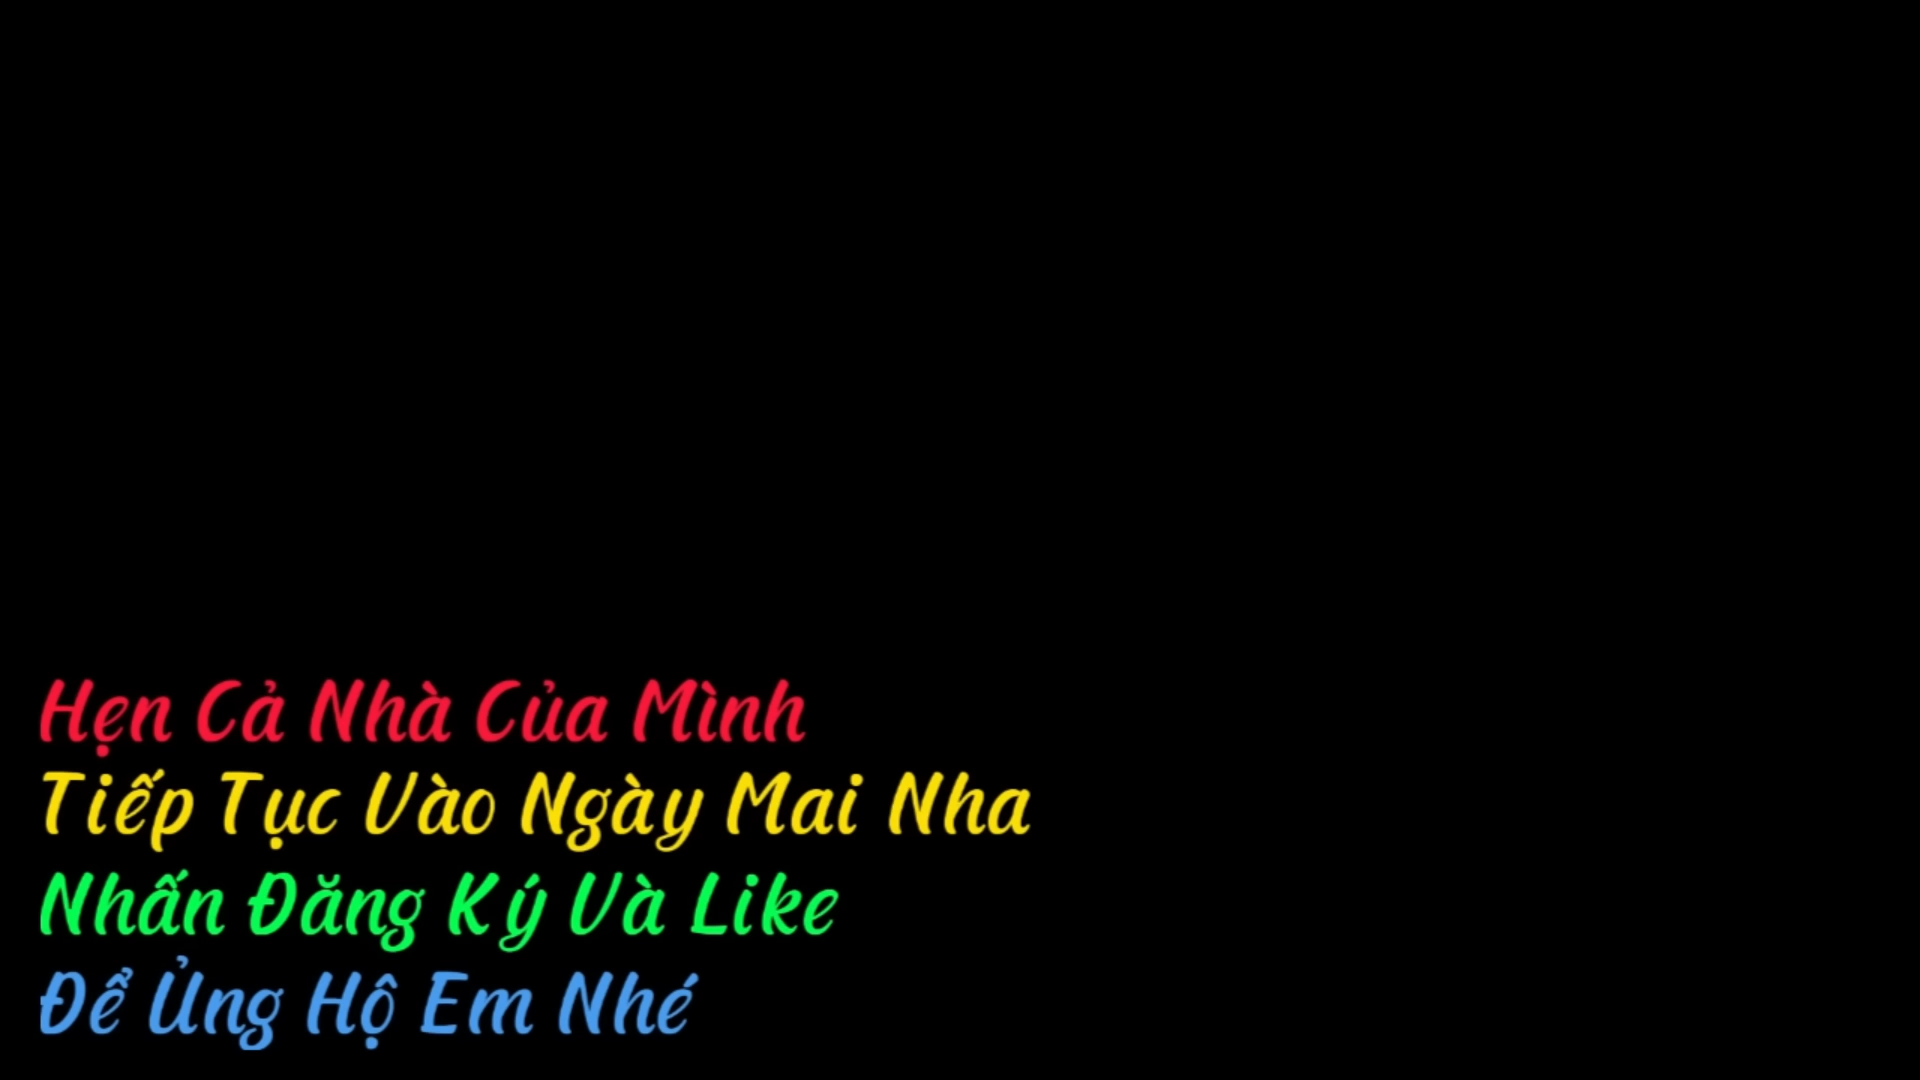 Hẹn Cả Nhà Của Mình
Tiếp Tục Vào Ngày Mai Nha
Nhấn Đăng Ký Và Like
Để Ủng Hộ Em Nhé